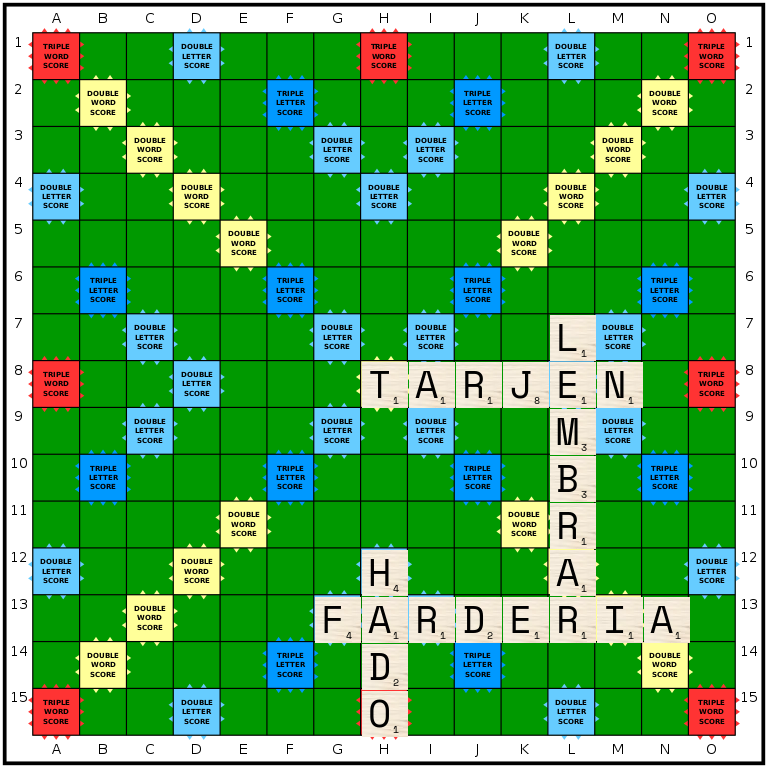 A B C D E F G H I J K L M N O
1 TRIPLE DOUBLE TRIPLE DOUBLE TRIPLE 1
WORD LETTER WORD LETTER WORD
SCORE SCORE SCORE SCORE SCORE
2 DOUBLE TRIPLE TRIPLE DOUBLE 2
WORD LETTER LETTER WORD
SCORE SCORE SCORE SCORE
3 DOUBLE DOUBLE DOUBLE DOUBLE 3
WORD LETTER LETTER WORD
SCORE SCORE SCORE SCORE
4 DOUBLE DOUBLE DOUBLE DOUBLE DOUBLE 4
LETTER WORD LETTER WORD LETTER
SCORE SCORE SCORE SCORE SCORE
5 DOUBLE DOUBLE 5
WORD WORD
SCORE SCORE
6 TRIPLE TRIPLE TRIPLE TRIPLE 6
LETTER LETTER LETTER LETTER
SCORE SCORE SCORE SCORE
7 DOUBLE DOUBLE DOUBLE DOUBLE 7
LETTER LETTER LETTER L1 LETTER
SCORE SCORE SCORE SCORE
8 TRIPLE DOUBLE TRIPLE 8
WORD LETTER T1 A1 R1 J8 E1 N1 WORD
SCORE SCORE SCORE
9 DOUBLE DOUBLE DOUBLE DOUBLE 9
LETTER LETTER LETTER M3 LETTER
SCORE SCORE SCORE SCORE
10 TRIPLE TRIPLE TRIPLE TRIPLE 10
LETTER LETTER LETTER B3 LETTER
SCORE SCORE SCORE SCORE
11 DOUBLE DOUBLE 11
WORD WORD R1
SCORE SCORE
12 DOUBLE DOUBLE DOUBLE 12
LETTER WORD H4 A1 LETTER
SCORE SCORE SCORE
13 DOUBLE 13
WORD F4 A1 R1 D2 E1 R1 I1 A1
SCORE
14 DOUBLE TRIPLE TRIPLE DOUBLE 14
WORD LETTER D2 LETTER WORD
SCORE SCORE SCORE SCORE
15 TRIPLE DOUBLE DOUBLE TRIPLE 15
WORD LETTER O1 LETTER WORD
SCORE SCORE SCORE SCORE
A B C D E F G H I J K L M N O